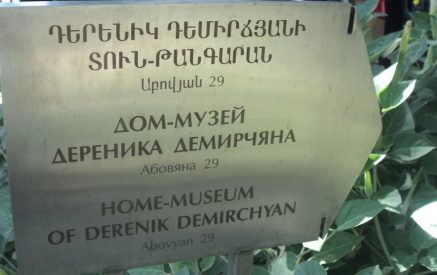 ԴԵՐԵՆԻԿ ԴԵՄԻՐՃՅԱՆԻ
ՏՈՒՆ-ԹԱՆԳԱՐԱՆ
Աբովյան 29
ДОМ-МУЗЕЙ
ДЕРЕНИКА ДЕМИРЧЯНА
Абовяна 29
HOME-MUSEUM
OF DERENIK DEMIRCHYAN
Abovyan 29